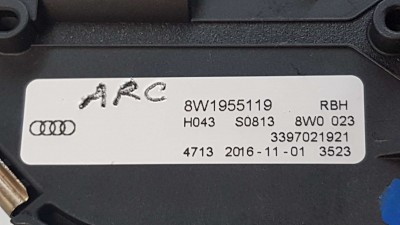 ARC
8W1955119 RBH
H043 S0813 8W0 023
3397021921
4713 2016-11-01 3523